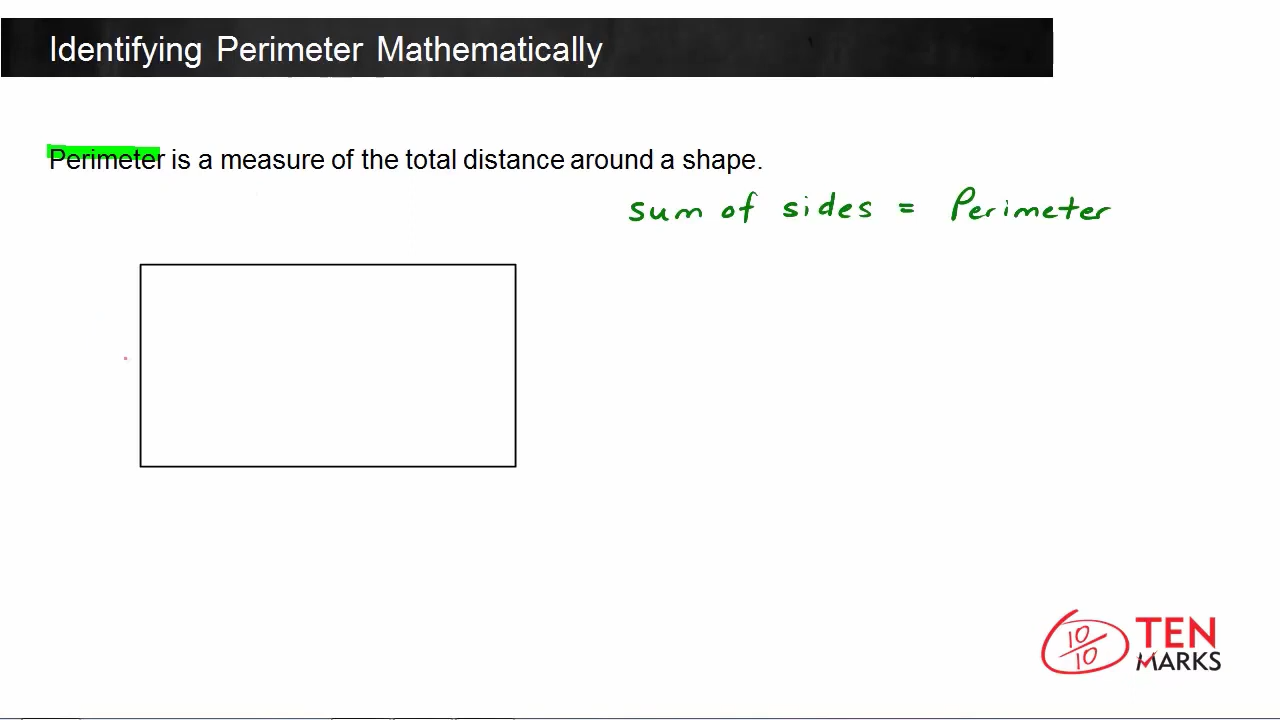 Identifying Perimeter Mathematically
Perimeter is a measure of the total distance around a shape.
sum of sides = Perimeter
10
10
TEN
MARKS